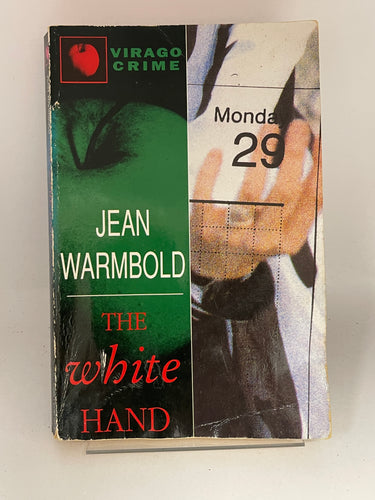 VIRAGO
CRIME
Monda
29
JEAN
WARMBOLD
THE
white
HAND